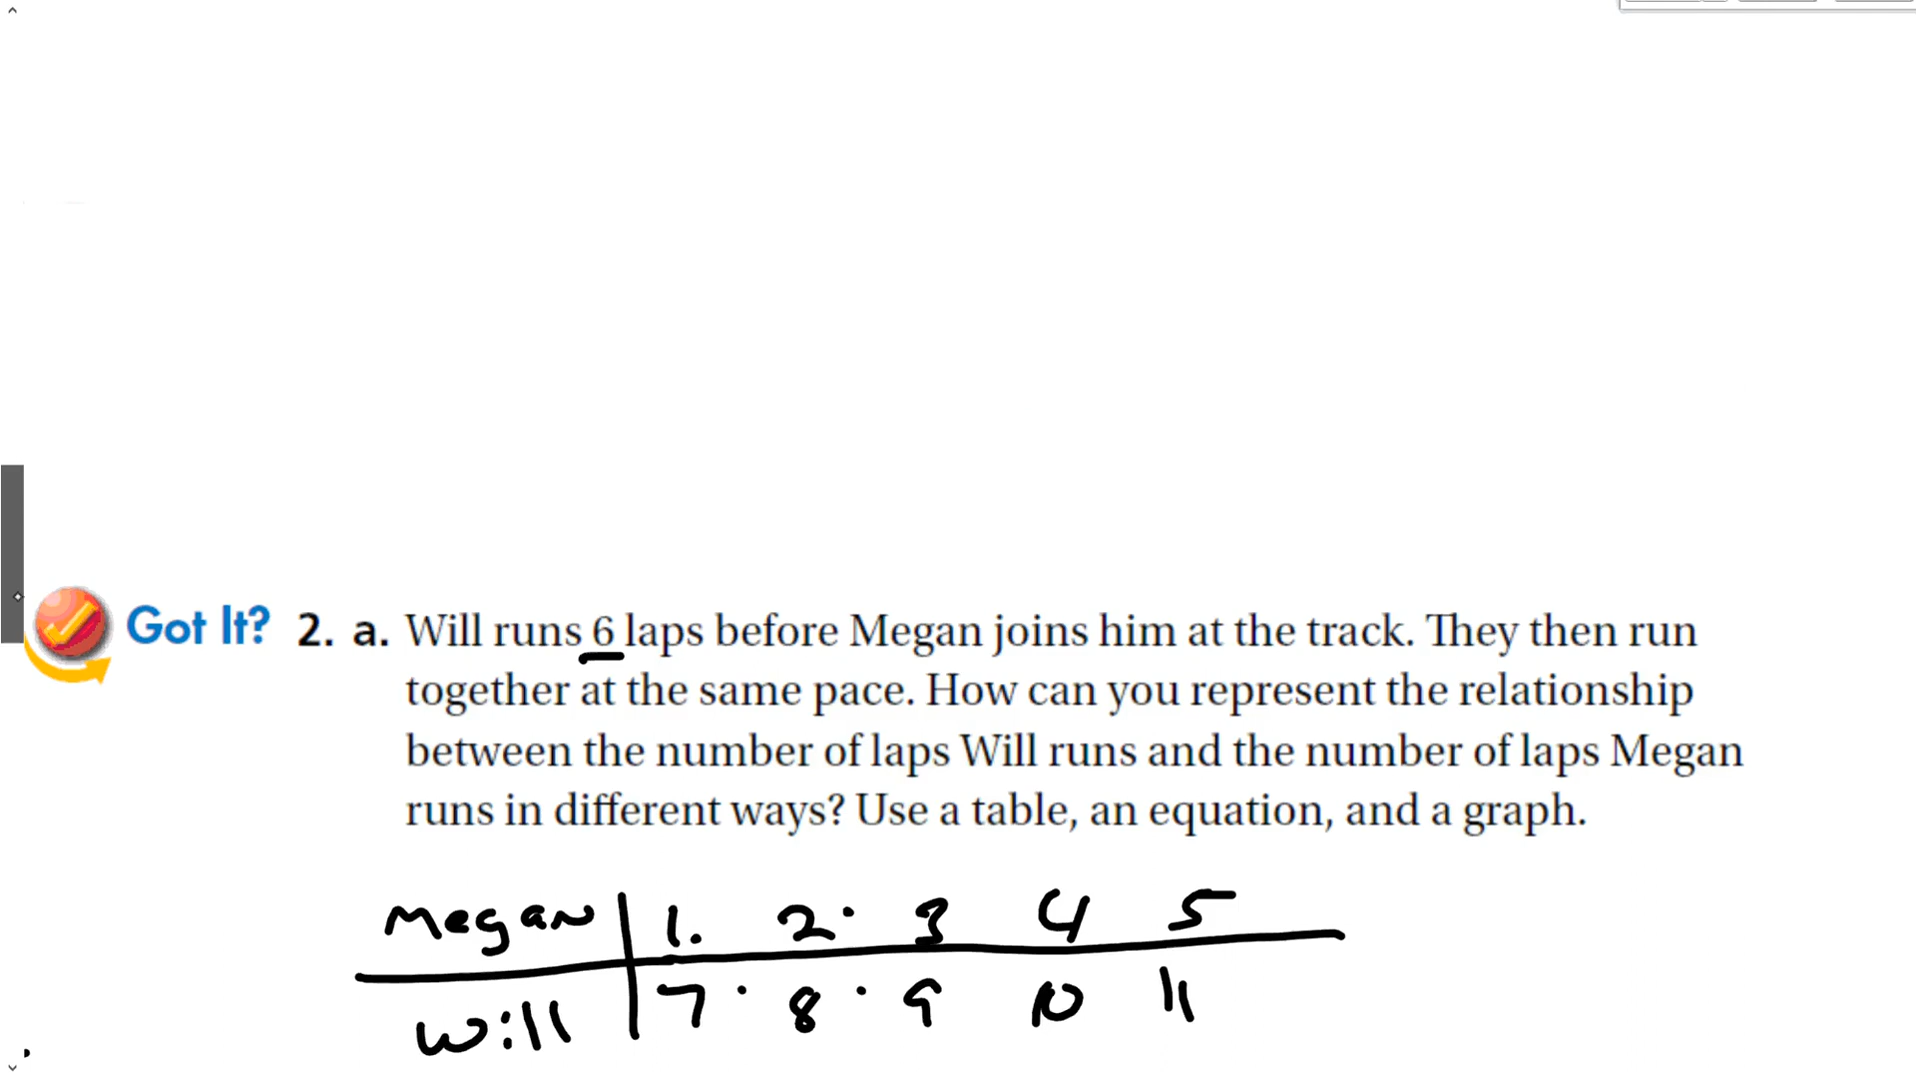 Got It? 2. a. Will runs 6 laps before Megan joins him at the track. They then run
together at the same pace. How can you represent the relationship
between the number of laps Will runs and the number of laps Megan
runs in different ways? Use a table, an equation, and a graph.
Megan 1. 2. 3 4 5
Will 7. 8. 9 10 11